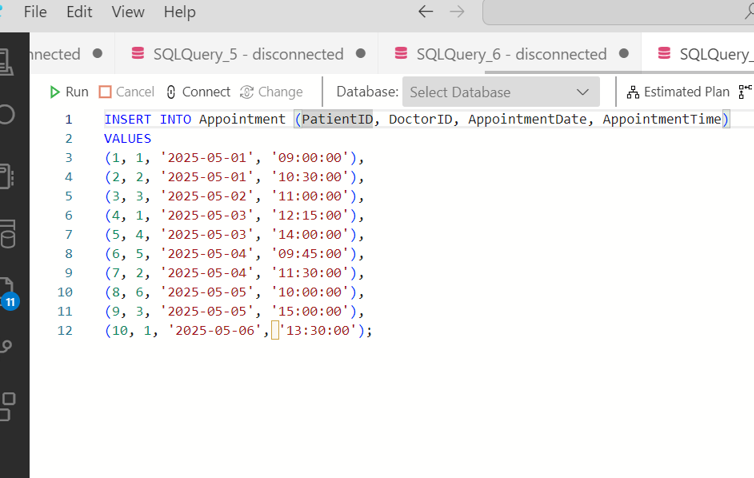 File Edit View Help
nnected SQLQuery_5 - disconnected SQLQuery_6 - disconnected SQLQuery_
Run Cancel Connect Change Database: Select Database Estimated Plan
1 INSERT INTO Appointment (PatientID, DoctorID, AppointmentDate, AppointmentTime)
2 VALUES
3 (1, 1, '2025-05-01', '09:00:00'),
4 (2, 2, '2025-05-01', '10:30:00'),
5 (3, 3, '2025-05-02', '11:00:00'),
6 (4, 1, '2025-05-03', '12:15:00'),
7 (5, 4, '2025-05-03', '14:00:00'),
8 (6, 5, '2025-05-04', '09:45:00'),
9 (7, 2, '2025-05-04', '11:30:00'),
10 (8, 6, '2025-05-05', '10:00:00'),
11 (9, 3, '2025-05-05', '15:00:00'),
12 (10, 1, '2025-05-06', '13:30:00');
11